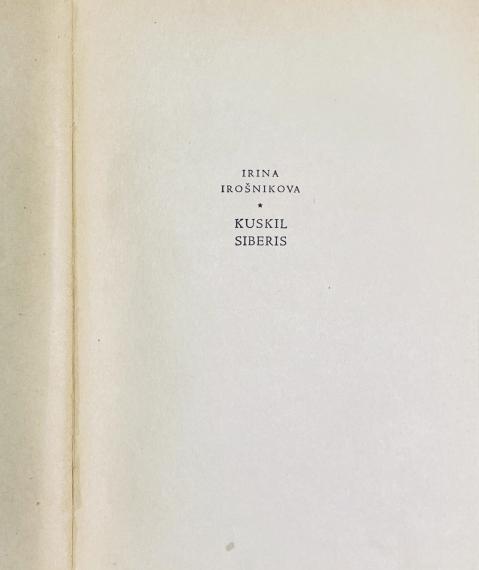 IRINA
IROŠNIKOVA
★
KUSKIL
SIBERIS